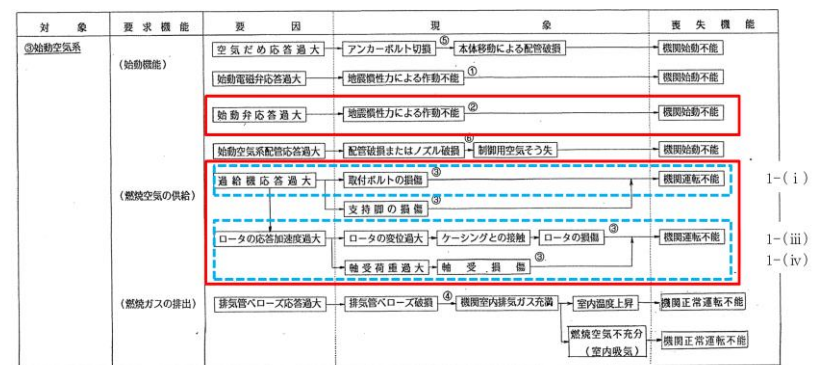 対象 要求機能 要因 現象 喪失機能
③始動空気系
(始動機能)
空気だめ応答過大 アンカーボルト切損 ⑤ 本体移動による配管破損 機関始動不能
始動電磁弁応答過大 地震慣性力による作動不能 ① 機関始動不能
始動弁応答過大 地震慣性力による作動不能 ② 機関始動不能
始動空気系配管応答過大 配管破損またはノズル破損 ⑥ 制御用空気そう失 機関始動不能
(燃焼空気の供給)
過給機応答過大 取付ボルトの損傷 ③ 機関運転不能 1-(ⅰ)
支持脚の損傷 ③
ロータの応答加速度過大 ロータの変位過大 ケーシングとの接触 ロータの損傷 ③ 機関運転不能 1-(ⅲ)
軸受荷重過大 軸受損傷 ③ 1-(ⅳ)
(燃焼ガスの排出)
排気管ベローズ応答過大 排気管ベローズ破損 ④ 機関室内排気ガス充満 室内温度上昇 機関正常運転不能
燃焼空気不充分 機関正常運転不能
(室内吸気)